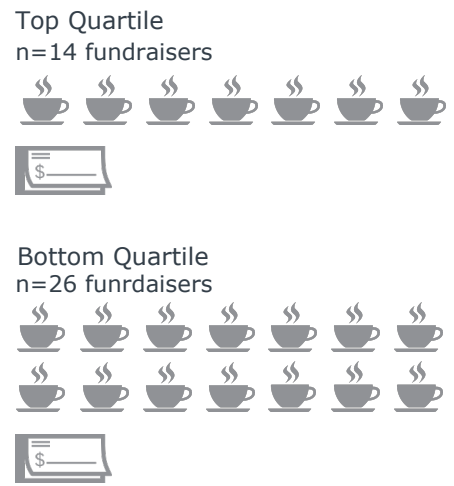 Top Quartile
n=14 fundraisers
$
Bottom Quartile
n=26 funrdaisers
$